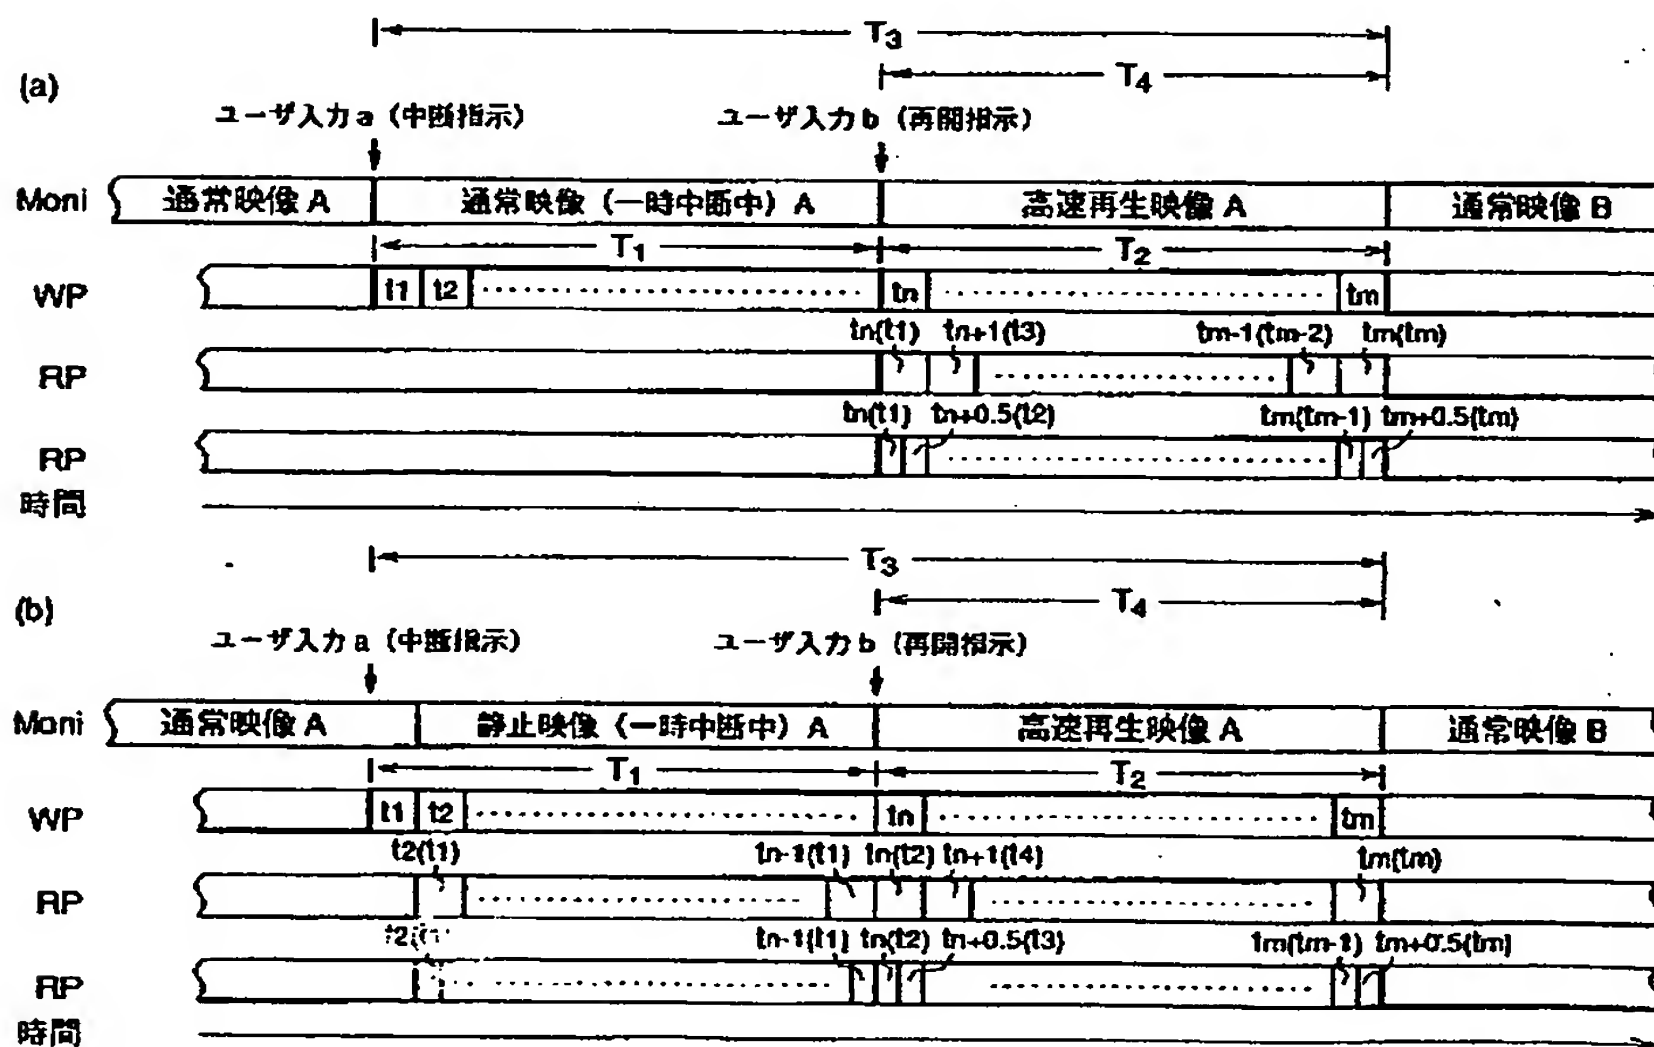 T3
T4
(a)
ユーザ入力a (中断指示) ユーザ入力b (再開指示)
Moni 通常映像A 通常映像 (一時中断中) A 高速再生映像A 通常映像B
T1 T2
WP t1 t2 tn tm
tn(t1) tn+1(t3) tm-1(tm-2) tm(tm)
RP
tn(t1) tn+0.5(t2) tm(tm-1) tm+0.5(tm)
RP
時間
T3
(b)
T4
ユーザ入力a (中断指示) ユーザ入力b (再開指示)
Moni 通常映像A 静止映像 (一時中断中) A 高速再生映像A 通常映像B
T1 T2
WP t1 t2 tn tm
t2(t1) tn-1(t1) tn(t2) tn+1(t4) tm(tm)
RP
tn-1(t1) tn(t2) tn+0.5(t3) tm(tm-1) tm+0.5(tm)
RP
時間